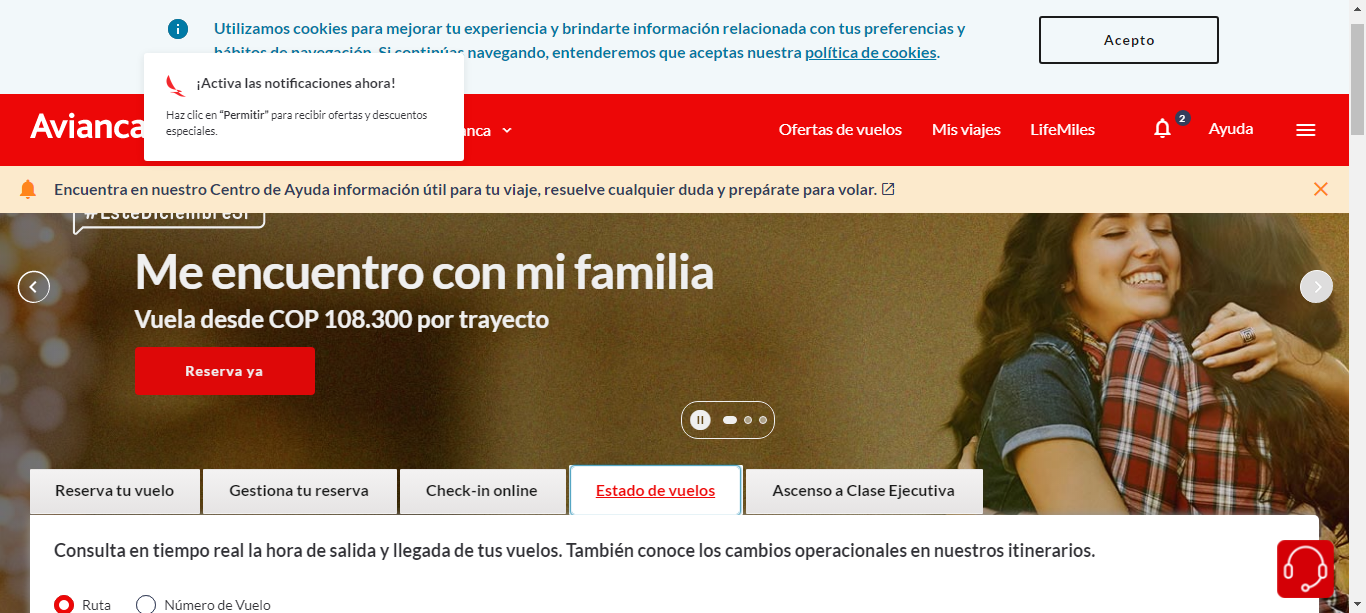 Utilizamos cookies para mejorar tu experiencia y brindarte información relacionada con tus preferencias y
hábitos de navegación. Si continúas navegando, entenderemos que aceptas nuestra política de cookies.
Acepto
¡Activa las notificaciones ahora!
Haz clic en “Permitir” para recibir ofertas y descuentos
especiales.
Avianca
Ofertas de vuelos
Mis viajes
LifeMiles
2
Ayuda
Encuentra en nuestro Centro de Ayuda información útil para tu viaje, resuelve cualquier duda y prepárate para volar.
#EsteDiciembreSí
Me encuentro con mi familia
Vuela desde COP 108.300 por trayecto
Reserva ya
Reserva tu vuelo
Gestiona tu reserva
Check-in online
Estado de vuelos
Ascenso a Clase Ejecutiva
Consulta en tiempo real la hora de salida y llegada de tus vuelos. También conoce los cambios operacionales en nuestros itinerarios.
Ruta
Número de Vuelo